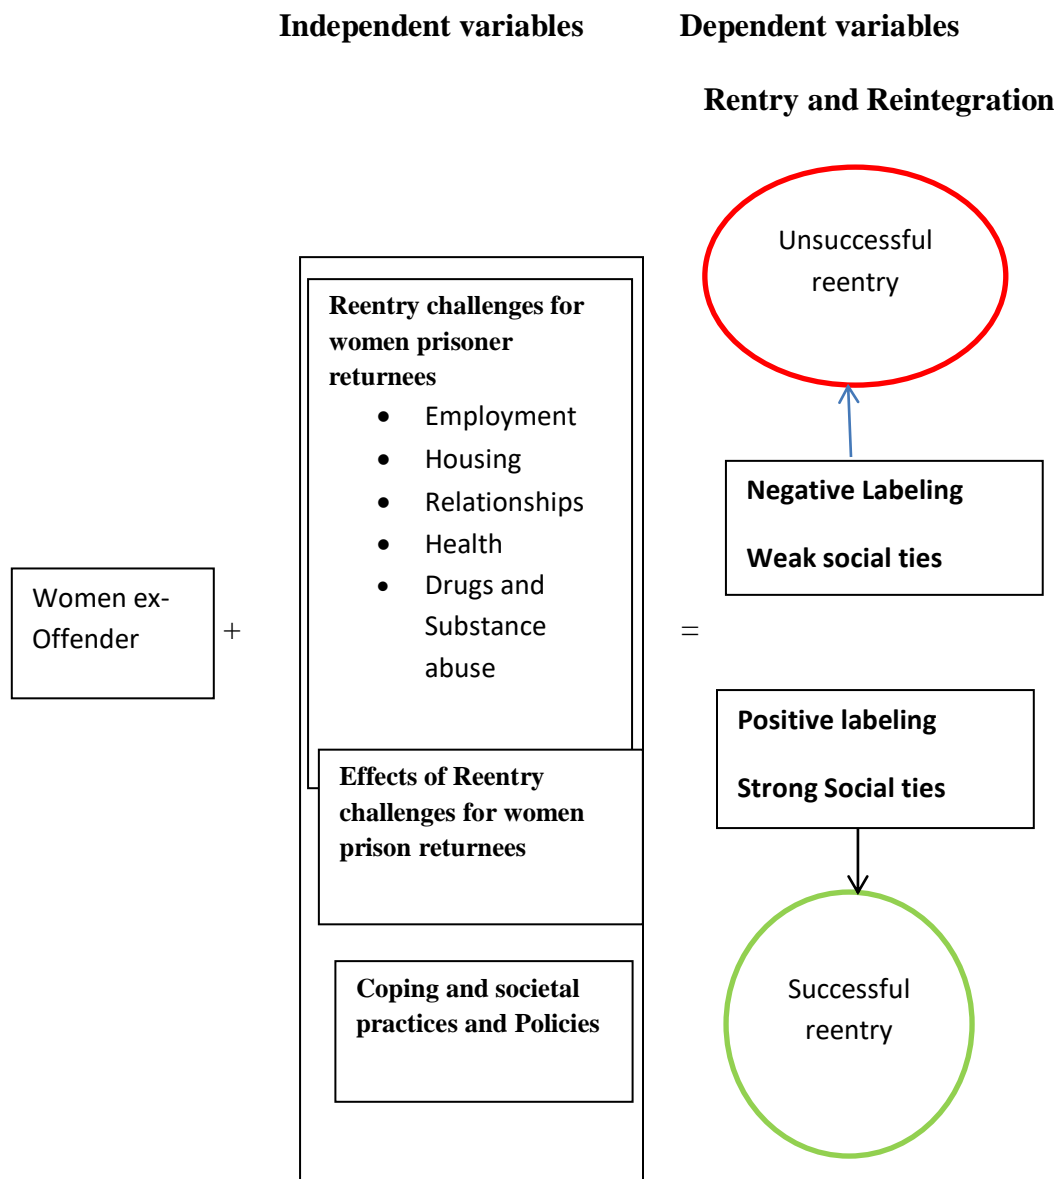 Independent variables
Dependent variables
Rentry and Reintegration
Women ex-
Offender
+
Reentry challenges for
women prisoner
returnees
• Employment
• Housing
• Relationships
• Health
• Drugs and
Substance
abuse
Effects of Reentry
challenges for women
prison returnees
Coping and societal
practices and Policies
=
Unsuccessful
reentry
Negative Labeling
Weak social ties
Positive labeling
Strong Social ties
Successful
reentry